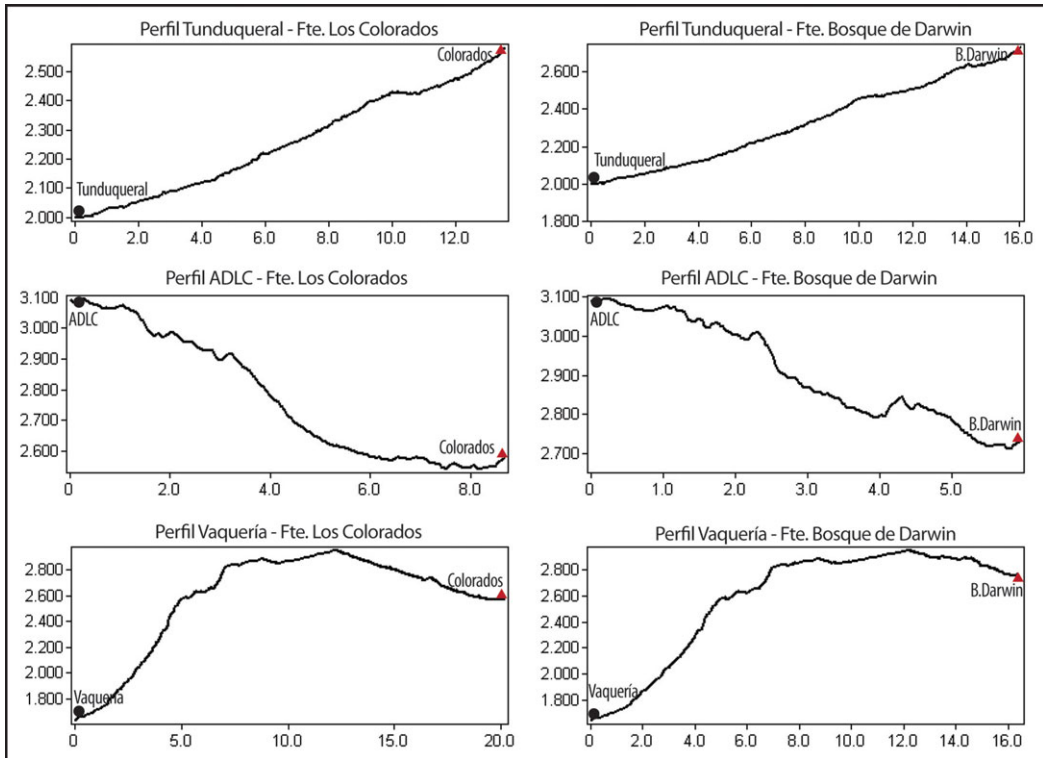 Perfil Tunduqueral - Fte. Los Colorados
Colorados
2.500
2.400
2.300
2.200
2.100
2.000
Tunduqueral
0 2.0 4.0 6.0 8.0 10.0 12.0
Perfil Tunduqueral - Fte. Bosque de Darwin
B.Darwin
2.600
2.400
2.200
2.000
1.800
Tunduqueral
0 2.0 4.0 6.0 8.0 10.0 12.0 14.0 16.0
Perfil ADLC - Fte. Los Colorados
3.100
3.000
2.900
2.800
2.700
2.600
ADLC
Colorados
0 2.0 4.0 6.0 8.0
Perfil ADLC - Fte. Bosque de Darwin
3.100
3.000
2.900
2.800
2.700
ADLC
B.Darwin
0 1.0 2.0 3.0 4.0 5.0
Perfil Vaquería - Fte. Los Colorados
2.800
2.600
2.400
2.200
2.000
1.800
Colorados
Vaquería
0 5.0 10.0 15.0 20.0
Perfil Vaquería - Fte. Bosque de Darwin
2.800
2.600
2.400
2.200
2.000
1.800
B.Darwin
Vaquería
0 2.0 4.0 6.0 8.0 10.0 12.0 14.0 16.0